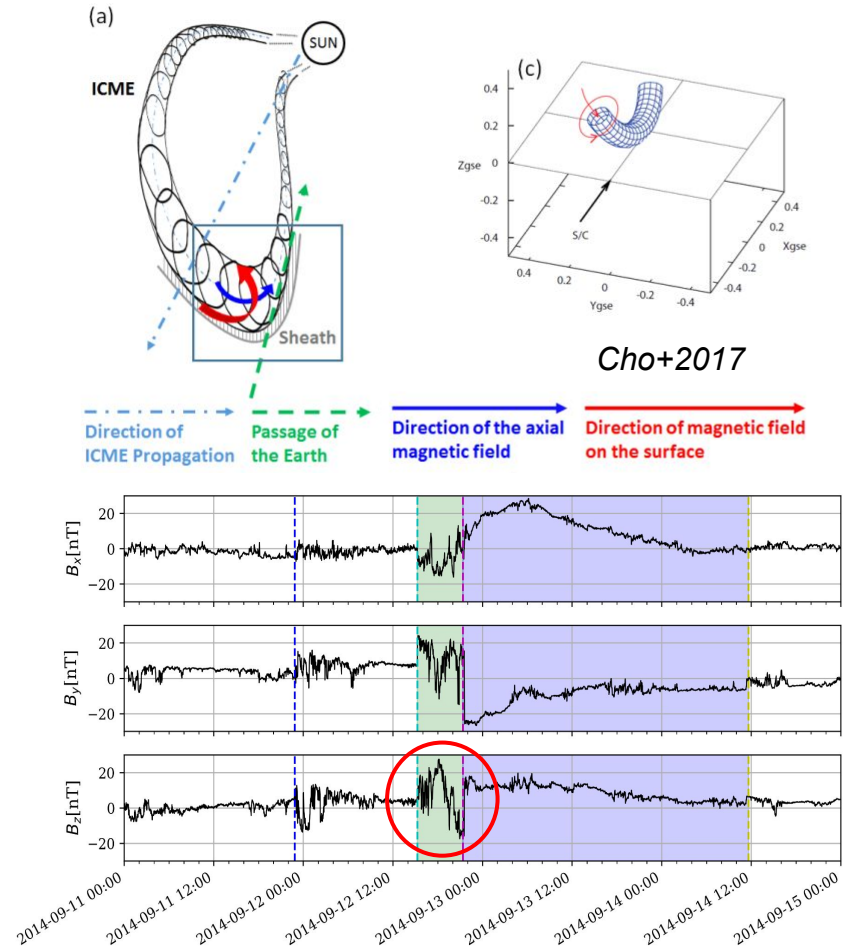 (a)
SUN
ICME
Sheath
(c)
0.4
0.2
Zgse 0
-0.2
-0.4
S/C
0.4
0.2
0
-0.2
-0.4
Ygse
0.4
0.2
0
-0.2
-0.4
Xgse
Cho+2017
Direction of
ICME Propagation
Passage of
the Earth
Direction of the axial
magnetic field
Direction of magnetic field
on the surface
Bx[nT]
20
0
−20
By[nT]
20
0
−20
Bz[nT]
20
0
−20
2014-09-11 00:00
2014-09-11 12:00
2014-09-12 00:00
2014-09-12 12:00
2014-09-13 00:00
2014-09-13 12:00
2014-09-14 00:00
2014-09-14 12:00
2014-09-15 00:00